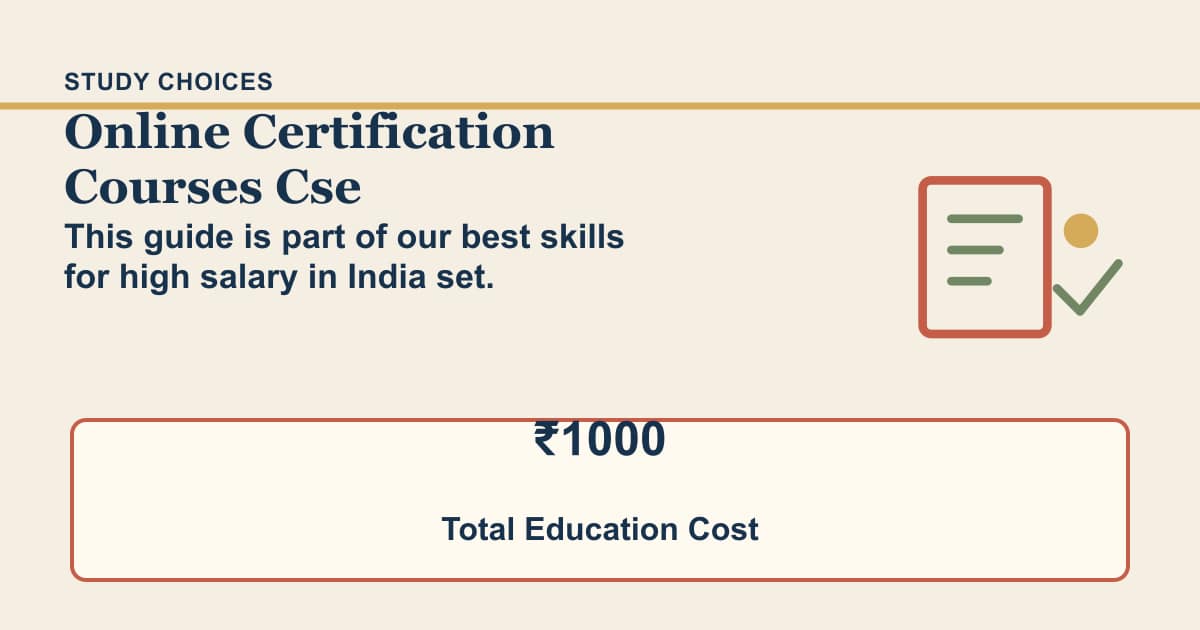 STUDY CHOICES
Online Certification
Courses Cse
This guide is part of our best skills
for high salary in India set.
₹1000
Total Education Cost